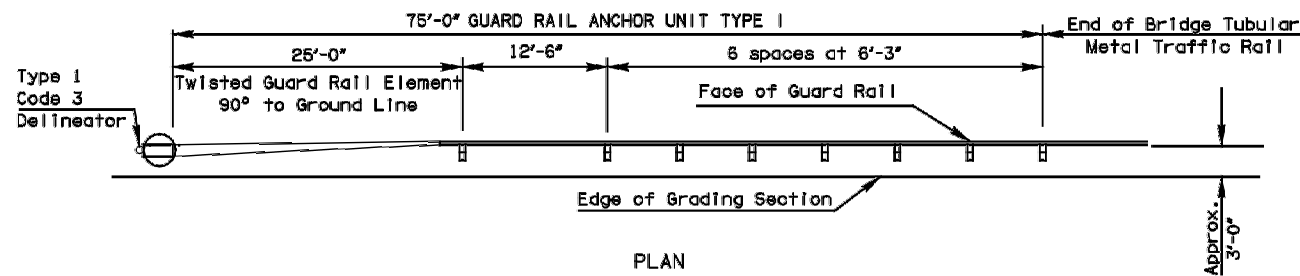 75'-0" GUARD RAIL ANCHOR UNIT TYPE I
End of Bridge Tubular
Metal Traffic Rail
25'-0"
12'-6"
6 spaces at 6'-3"
Type 1
Code 3
Delineator
Twisted Guard Rail Element
90° to Ground Line
Face of Guard Rail
Edge of Grading Section
Approx.
3'-0"
PLAN